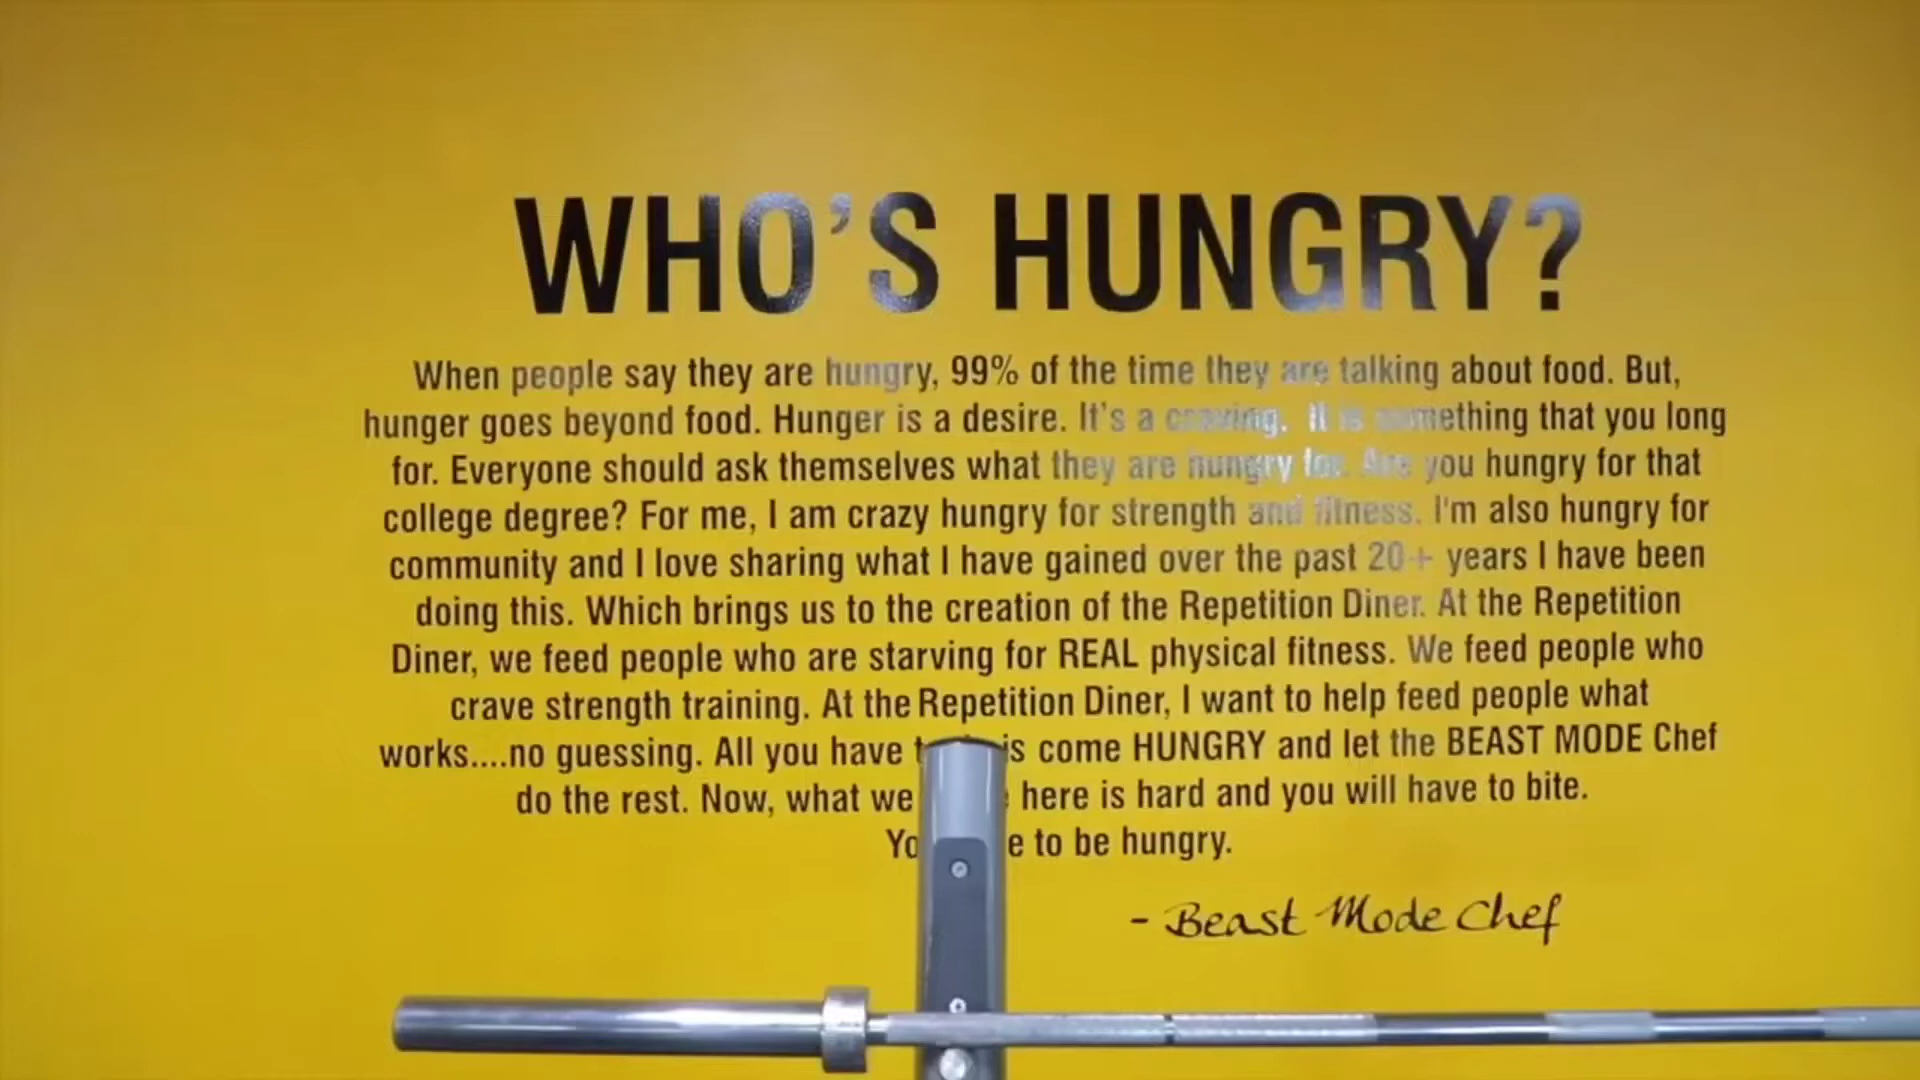 WHO'S HUNGRY?
When people say they are hungry, 99% of the time they are talking about food. But,
hunger goes beyond food. Hunger is a desire. It's a craving. It is something that you long
for. Everyone should ask themselves what they are hungry for. Are you hungry for that
college degree? For me, I am crazy hungry for strength and fitness. I'm also hungry for
community and I love sharing what I have gained over the past 20+ years I have been
doing this. Which brings us to the creation of the Repetition Diner. At the Repetition
Diner, we feed people who are starving for REAL physical fitness. We feed people who
crave strength training. At the Repetition Diner, I want to help feed people what
works....no guessing. All you have is come HUNGRY and let the BEAST MODE Chef
do the rest. Now, what we here is hard and you will have to bite.
to be hungry.
- Beast Mode Chef